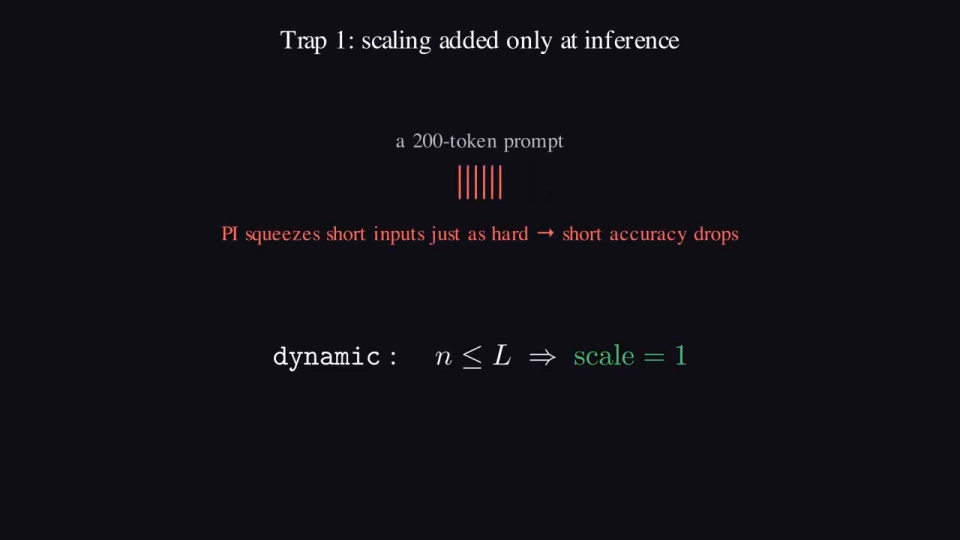 Trap 1: scaling added only at inference
a 200-token prompt
PI squeezes short inputs just as hard → short accuracy drops
dynamic: n ≤ L ⇒ scale = 1